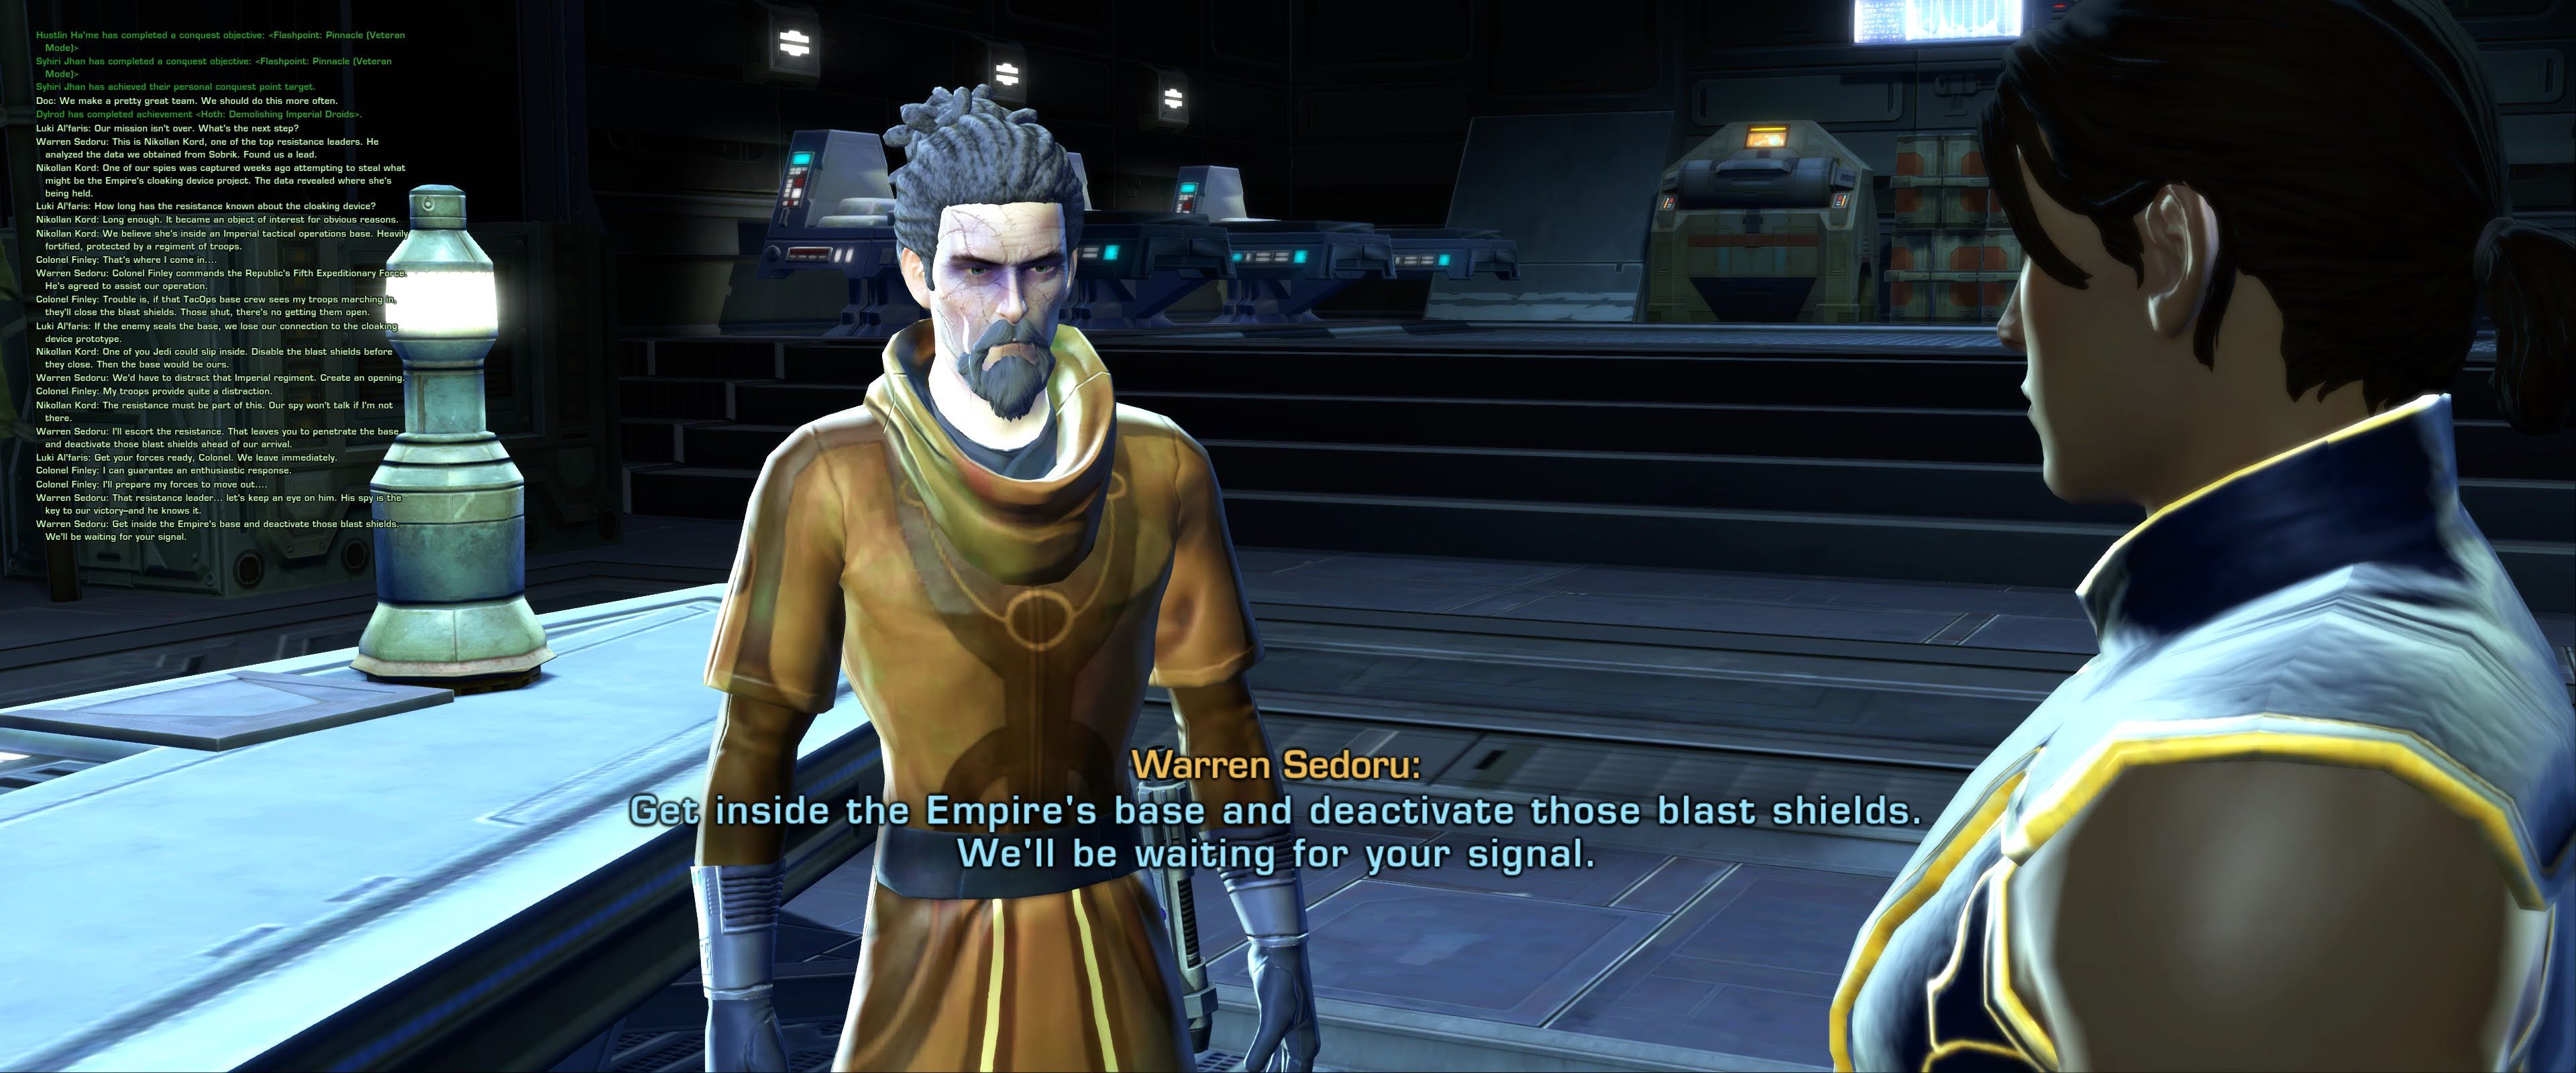 Hustlin Ha'me has completed a conquest objective: <Flashpoint: Pinnacle (Veteran
Mode)>
Syhiri Jhan has completed a conquest objective: <Flashpoint: Pinnacle (Veteran
Mode)>
Syhiri Jhan has achieved their personal conquest point target.
Doc: We make a pretty great team. We should do this more often.
Dylrod has completed achievement <Hoth: Demolishing Imperial Droids>.
Luki Al'faris: Our mission isn't over. What's the next step?
Warren Sedoru: This is Nikollan Kord, one of the top resistance leaders. He
analyzed the data we obtained from Sobrik. Found us a lead.
Nikollan Kord: One of our spies was captured weeks ago attempting to steal what
might be the Empire's cloaking device project. The data revealed where she's
being held.
Luki Al'faris: How long has the resistance known about the cloaking device?
Nikollan Kord: Long enough. It became an object of interest for obvious reasons.
Nikollan Kord: We believe she's inside an Imperial tactical operations base. Heavily
fortified, protected by a regiment of troops.
Colonel Finley: That's where I come in....
Warren Sedoru: Colonel Finley commands the Republic's Fifth Expeditionary Force.
He's agreed to assist our operation.
Colonel Finley: Trouble is, if that TacOps base crew sees my troops marching in,
they'll close the blast shields. Those shut, there's no getting them open.
Luki Al'faris: If the enemy seals the base, we lose our connection to the cloaking
device prototype.
Nikollan Kord: One of you Jedi could slip inside. Disable the blast shields before
they close. Then the base would be ours.
Warren Sedoru: We'd have to distract that Imperial regiment. Create an opening.
Colonel Finley: My troops provide quite a distraction.
Nikollan Kord: The resistance must be part of this. Our spy won't talk if I'm not
there.
Warren Sedoru: I'll escort the resistance. That leaves you to penetrate the base
and deactivate those blast shields ahead of our arrival.
Luki Al'faris: Get your forces ready, Colonel. We leave immediately.
Colonel Finley: I can guarantee an enthusiastic response.
Colonel Finley: I'll prepare my forces to move out....
Warren Sedoru: That resistance leader... let's keep an eye on him. His spy is the
key to our victory—and he knows it.
Warren Sedoru: Get inside the Empire's base and deactivate those blast shields.
We'll be waiting for your signal.
Warren Sedoru:
Get inside the Empire's base and deactivate those blast shields.
We'll be waiting for your signal.